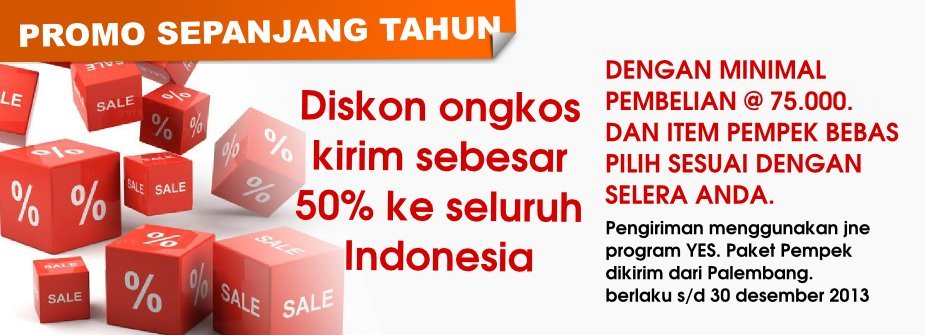 PROMO SEPANJANG TAHUN
LE
SALE
%
%
%
%
%
%
SALE
SALE
SALE
%
SALE
SALE
Diskon ongkos
kirim sebesar
50% ke seluruh
Indonesia
DENGAN MINIMAL
PEMBELIAN @ 75.000.
DAN ITEM PEMPEK BEBAS
PILIH SESUAI DENGAN
SELERA ANDA.
Pengiriman menggunakan jne
program YES. Paket Pempek
dikirim dari Palembang.
berlaku s/d 30 desember 2013